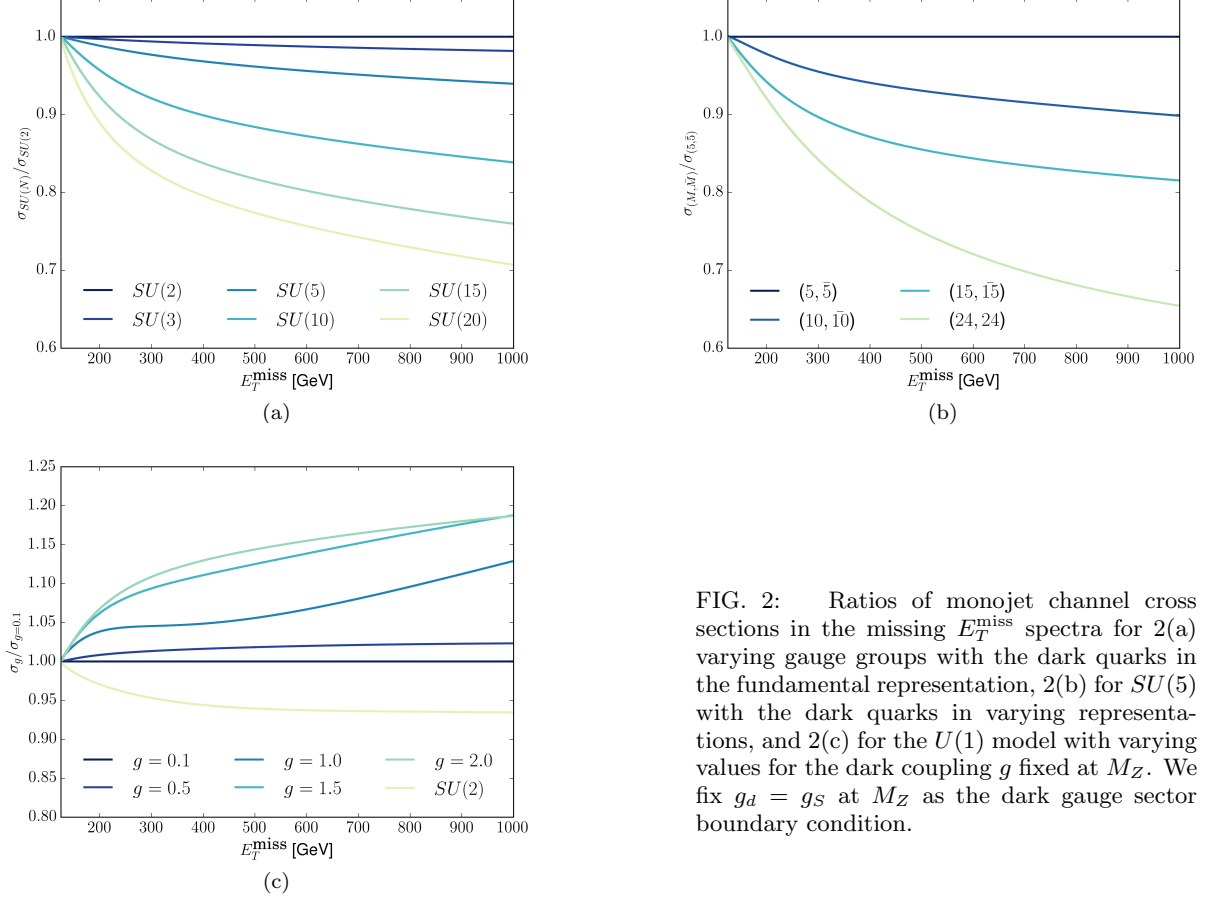 1.0
0.9
0.8
0.7
0.6
σ_{SU(N)}/σ_{SU(2)}
SU(2) SU(5) SU(15)
SU(3) SU(10) SU(20)
200 300 400 500 600 700 800 900 1000
E_T^{miss} [GeV]
(a)
1.0
0.9
0.8
0.7
0.6
σ_{(M,M̄)}/σ_{(5,5̄)}
(5, 5̄) (15, 1̄5)
(10, 1̄0) (24, 24)
200 300 400 500 600 700 800 900 1000
E_T^{miss} [GeV]
(b)
1.25
1.20
1.15
1.10
1.05
1.00
0.95
0.90
0.85
0.80
σ_g/σ_{g=0.1}
g = 0.1 g = 1.0 g = 2.0
g = 0.5 g = 1.5 SU(2)
200 300 400 500 600 700 800 900 1000
E_T^{miss} [GeV]
(c)
FIG. 2: Ratios of monojet channel cross
sections in the missing E_T^{miss} spectra for 2(a)
varying gauge groups with the dark quarks in
the fundamental representation, 2(b) for SU(5)
with the dark quarks in varying representa-
tions, and 2(c) for the U(1) model with varying
values for the dark coupling g fixed at M_Z. We
fix g_d = g_S at M_Z as the dark gauge sector
boundary condition.